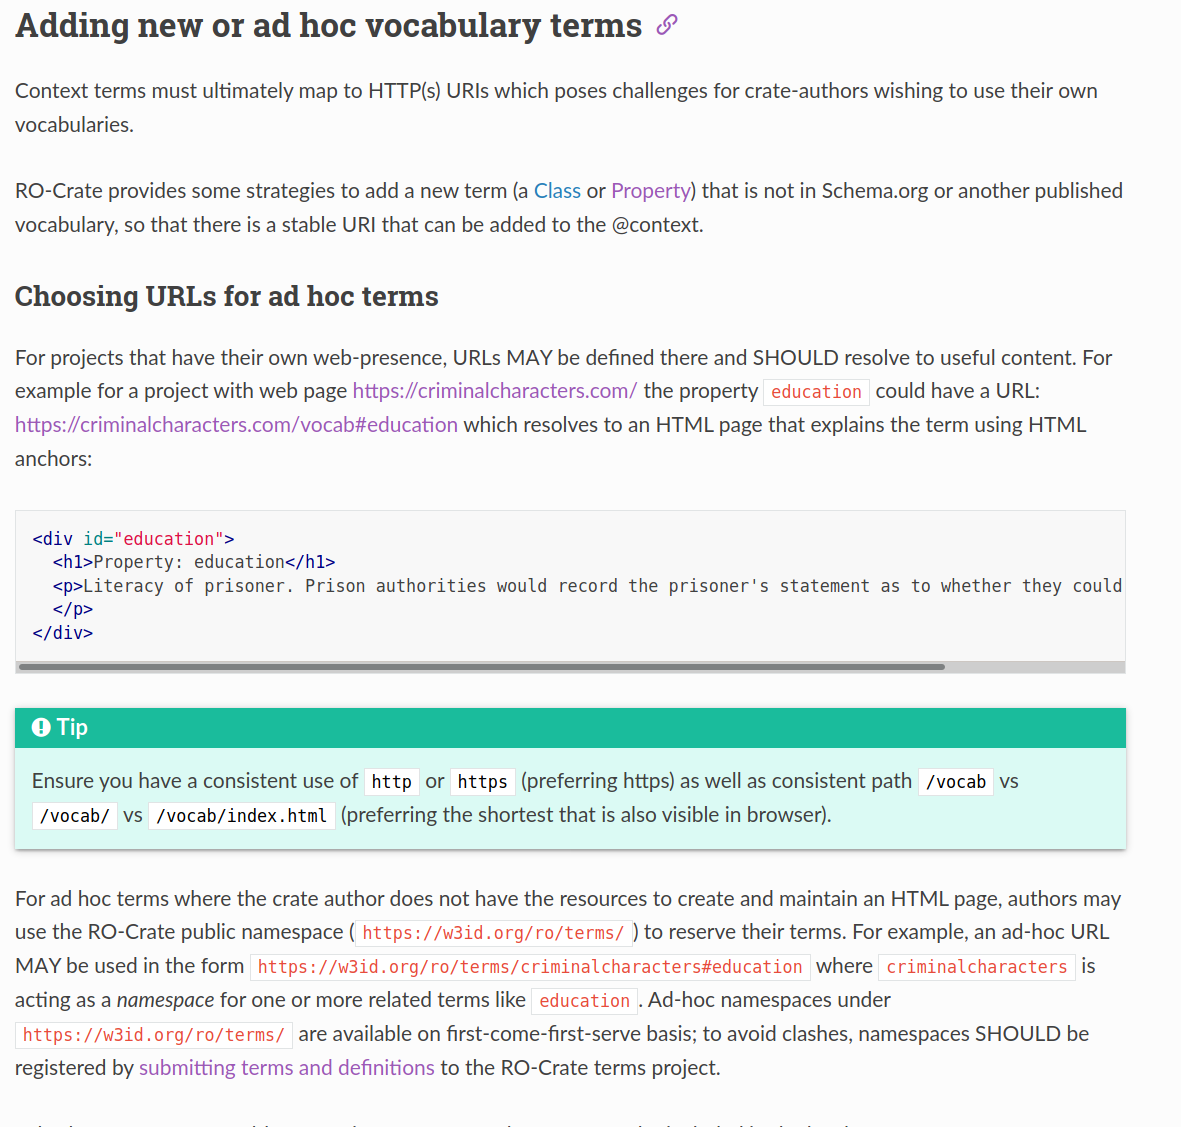 Adding new or ad hoc vocabulary terms
Context terms must ultimately map to HTTP(s) URIs which poses challenges for crate-authors wishing to use their own
vocabularies.
RO-Crate provides some strategies to add a new term (a Class or Property) that is not in Schema.org or another published
vocabulary, so that there is a stable URI that can be added to the @context.
Choosing URLs for ad hoc terms
For projects that have their own web-presence, URLs MAY be defined there and SHOULD resolve to useful content. For
example for a project with web page https://criminalcharacters.com/ the property education could have a URL:
https://criminalcharacters.com/vocab#education which resolves to an HTML page that explains the term using HTML
anchors:
<div id="education">
<h1>Property: education</h1>
<p>Literacy of prisoner. Prison authorities would record the prisoner's statement as to whether they could
</p>
</div>
Tip
Ensure you have a consistent use of http or https (preferring https) as well as consistent path /vocab vs
/vocab/ vs /vocab/index.html (preferring the shortest that is also visible in browser).
For ad hoc terms where the crate author does not have the resources to create and maintain an HTML page, authors may
use the RO-Crate public namespace (https://w3id.org/ro/terms/) to reserve their terms. For example, an ad-hoc URL
MAY be used in the form https://w3id.org/ro/terms/criminalcharacters#education where criminalcharacters is
acting as a namespace for one or more related terms like education. Ad-hoc namespaces under
https://w3id.org/ro/terms/ are available on first-come-first-serve basis; to avoid clashes, namespaces SHOULD be
registered by submitting terms and definitions to the RO-Crate terms project.